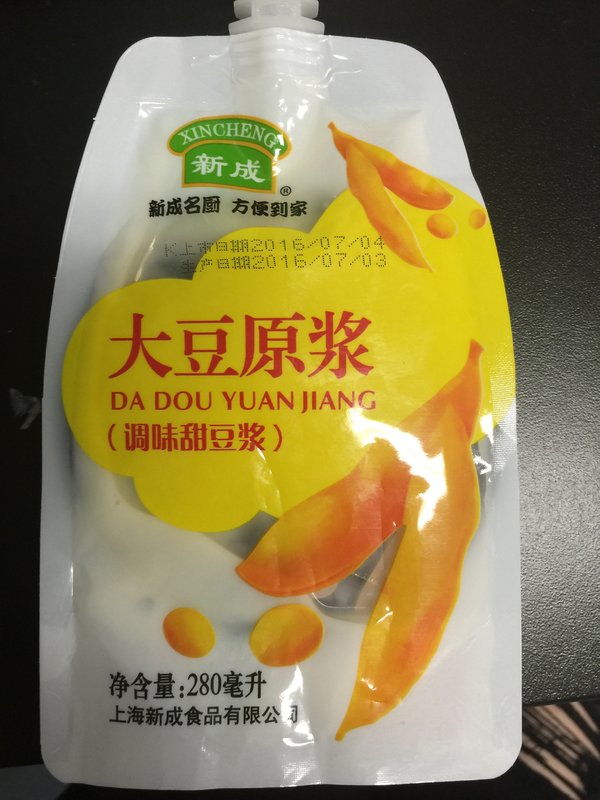 XINCHENG
新成
®
新成名厨 方便到家
K上市日期2016/07/04
生产日期2016/07/03
大豆原浆
DA DOU YUAN JIANG
(调味甜豆浆)
净含量:280毫升
上海新成食品有限公司